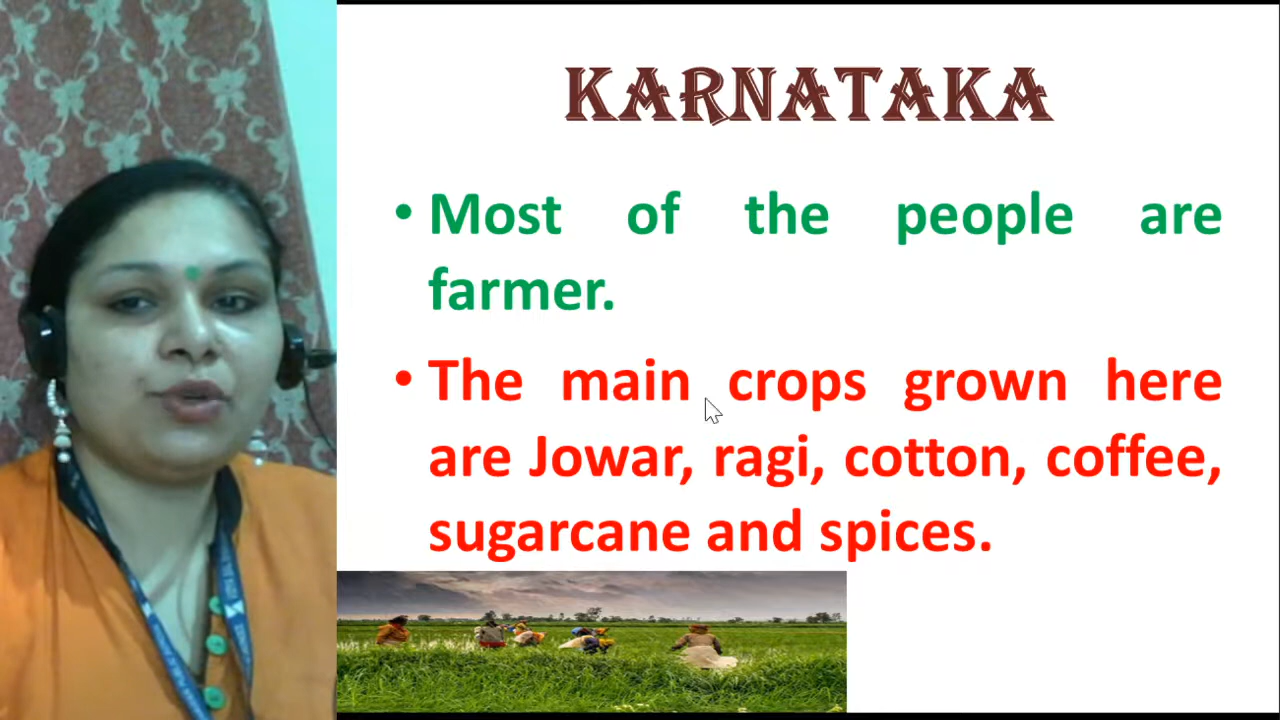 KARNATAKA
• Most of the people are
farmer.
• The main crops grown here
are Jowar, ragi, cotton, coffee,
sugarcane and spices.